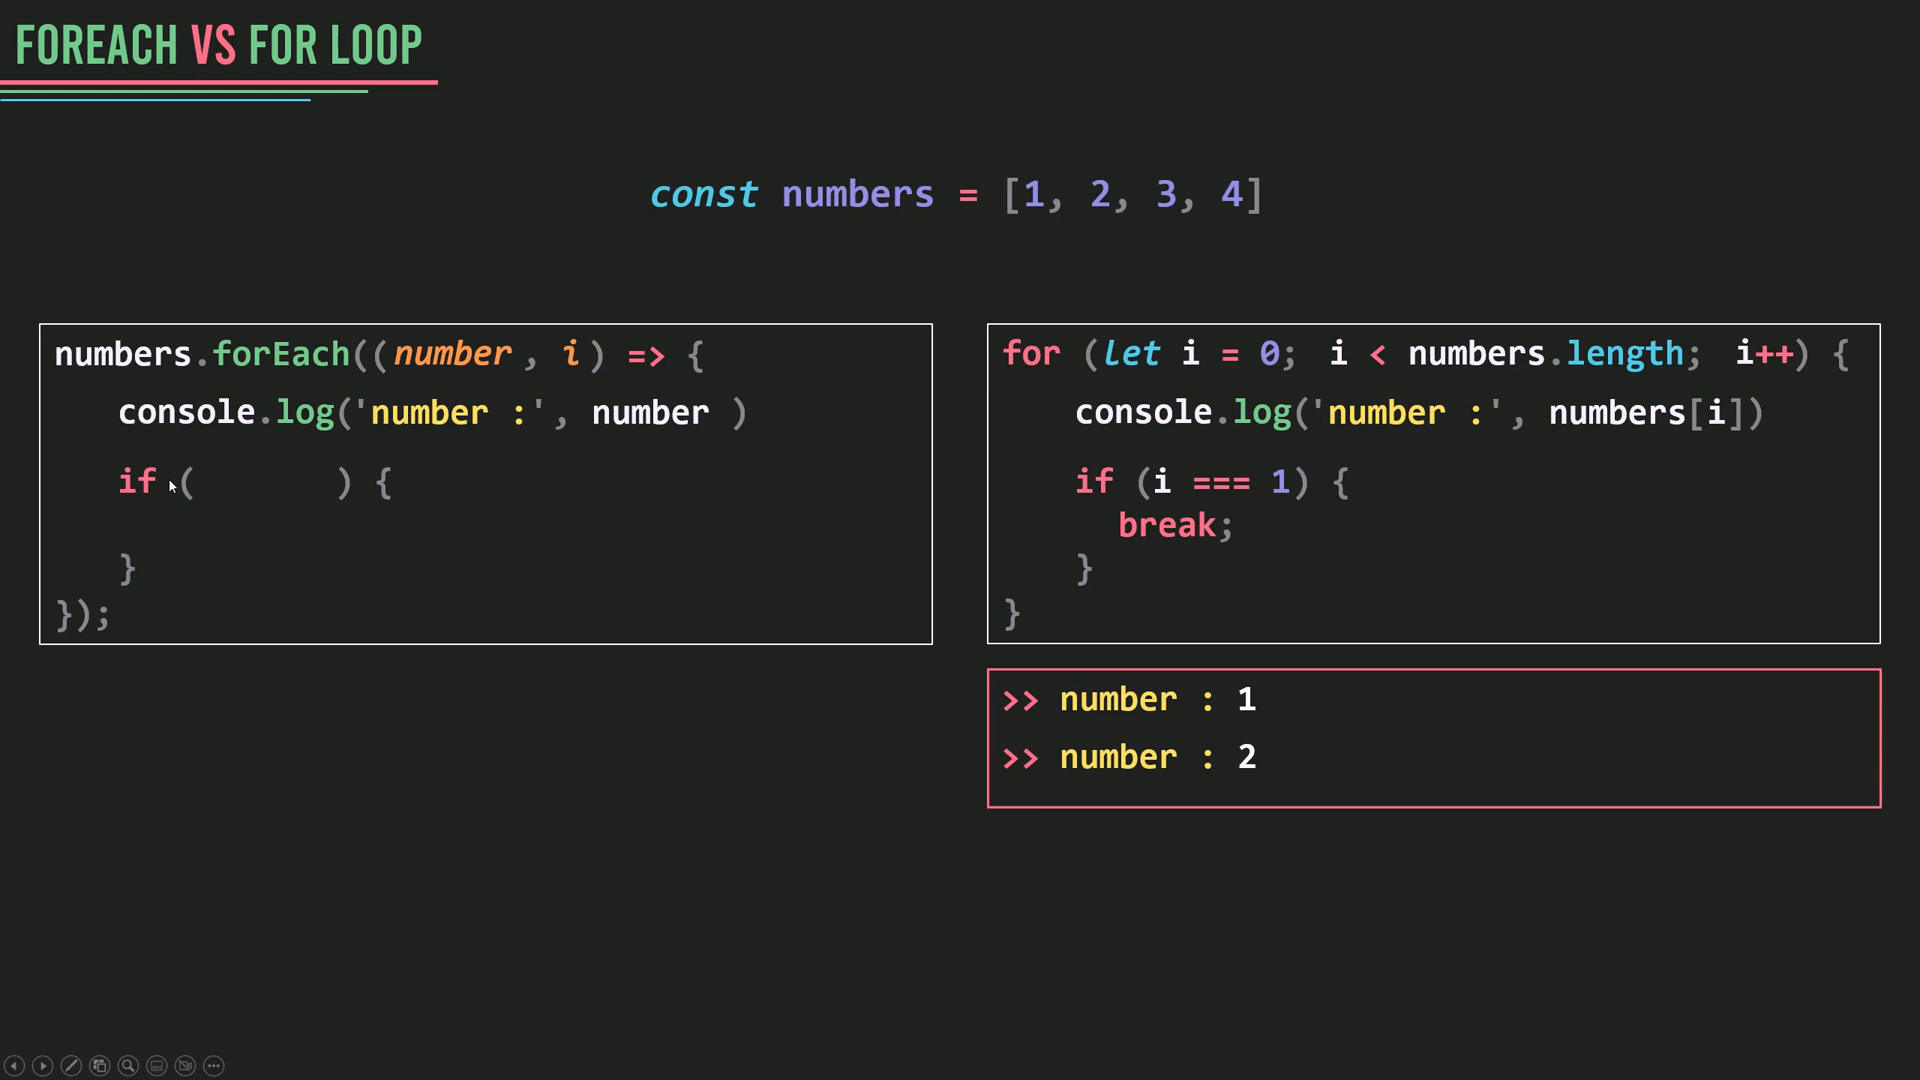 FOREACH VS FOR LOOP
const numbers = [1, 2, 3, 4]
numbers.forEach((number , i ) => {
console.log('number :', number )
if ( ) {
}
});
for (let i = 0; i < numbers.length; i++) {
console.log('number :', numbers[i])
if (i === 1) {
break;
}
}
>> number : 1
>> number : 2